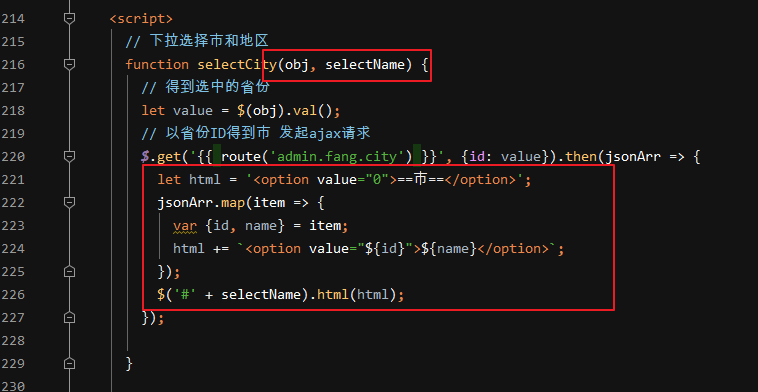 214 <script>
215 // 下拉选择市和地区
216 function selectCity(obj, selectName) {
217 // 得到选中的省份
218 let value = $(obj).val();
219 // 以省份ID得到市 发起ajax请求
220 $.get('{{ route('admin.fang.city') }}', {id: value}).then(jsonArr => {
221 let html = '<option value="0">==市==</option>';
222 jsonArr.map(item => {
223 var {id, name} = item;
224 html += `<option value="${id}">${name}</option>`;
225 });
226 $('#' + selectName).html(html);
227 });
228
229 }
230